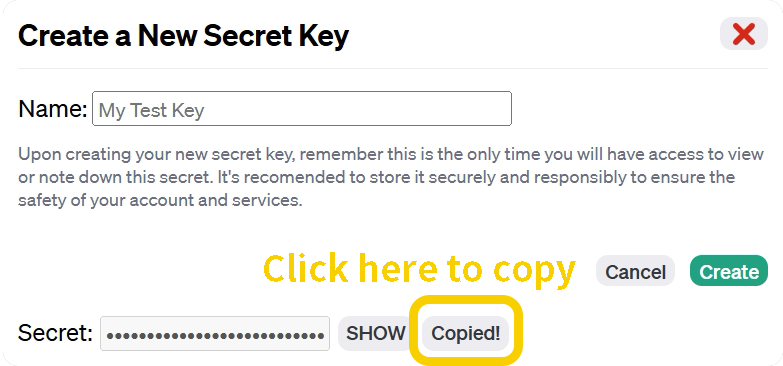 Create a New Secret Key
Name: My Test Key
Upon creating your new secret key, remember this is the only time you will have access to view
or note down this secret. It's recomended to store it securely and responsibly to ensure the
safety of your account and services.
Click here to copy
Cancel
Create
Secret: ••••••••••••••••••••••••••• SHOW Copied!